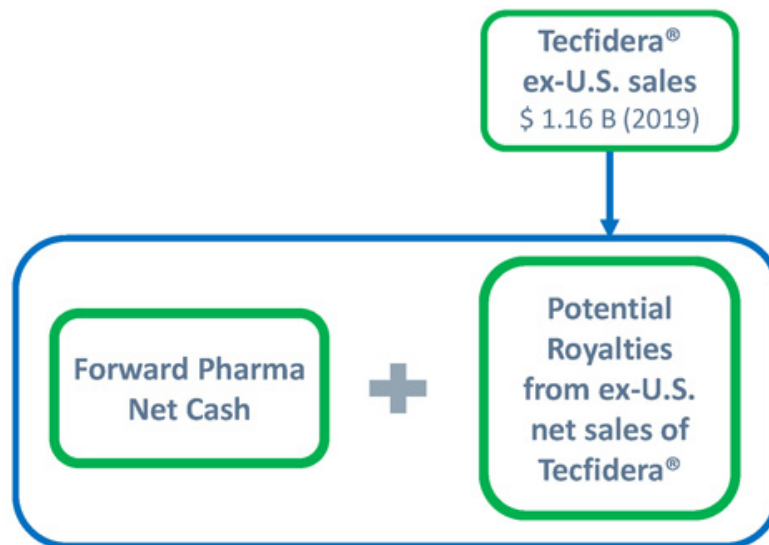 Tecfidera®
ex-U.S. sales
$ 1.16 B (2019)
Forward Pharma
Net Cash
Potential
Royalties
from ex-U.S.
net sales of
Tecfidera®